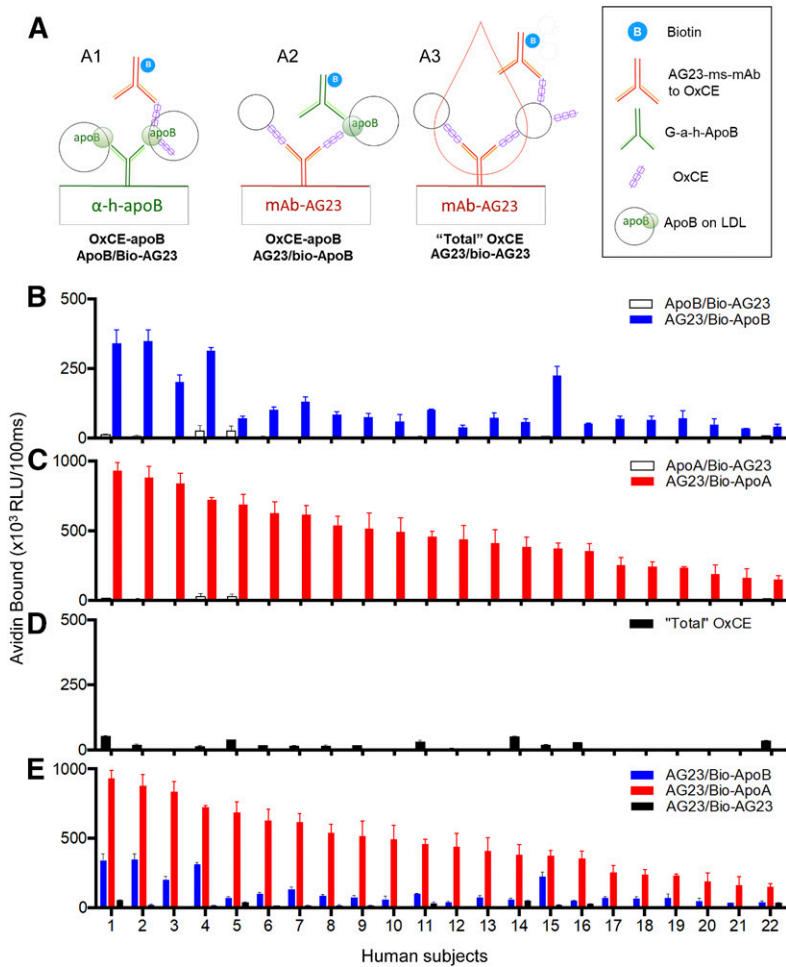 A
A1
A2
A3
B
B
B
apoB
apoB
apoB
α-h-apoB
mAb-AG23
mAb-AG23
OxCE-apoB
ApoB/Bio-AG23
OxCE-apoB
AG23/bio-ApoB
“Total” OxCE
AG23/bio-AG23
B
Biotin
AG23-ms-mAb
to OxCE
G-a-h-ApoB
OxCE
apoB
ApoB on LDL
B
500
250
0
ApoB/Bio-AG23
AG23/Bio-ApoB
C
1000
500
0
ApoA/Bio-AG23
AG23/Bio-ApoA
D
500
250
0
"Total" OxCE
E
1000
500
0
AG23/Bio-ApoB
AG23/Bio-ApoA
AG23/Bio-AG23
Avidin Bound (x10³ RLU/100ms)
1 2 3 4 5 6 7 8 9 10 11 12 13 14 15 16 17 18 19 20 21 22
Human subjects